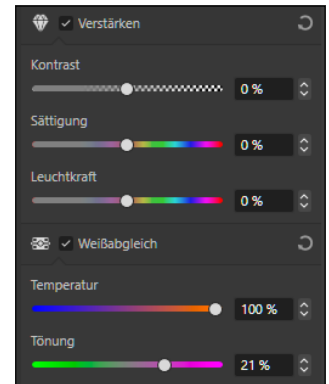 Verstärken
Kontrast
0 %
Sättigung
0 %
Leuchtkraft
0 %
Weißabgleich
Temperatur
100 %
Tönung
21 %